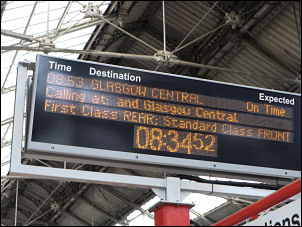 Time Destination Expected
08:53 GLASGOW CENTRAL On Time
Calling at: and Glasgow Central
First Class REAR: Standard Class FRONT
08:34:52